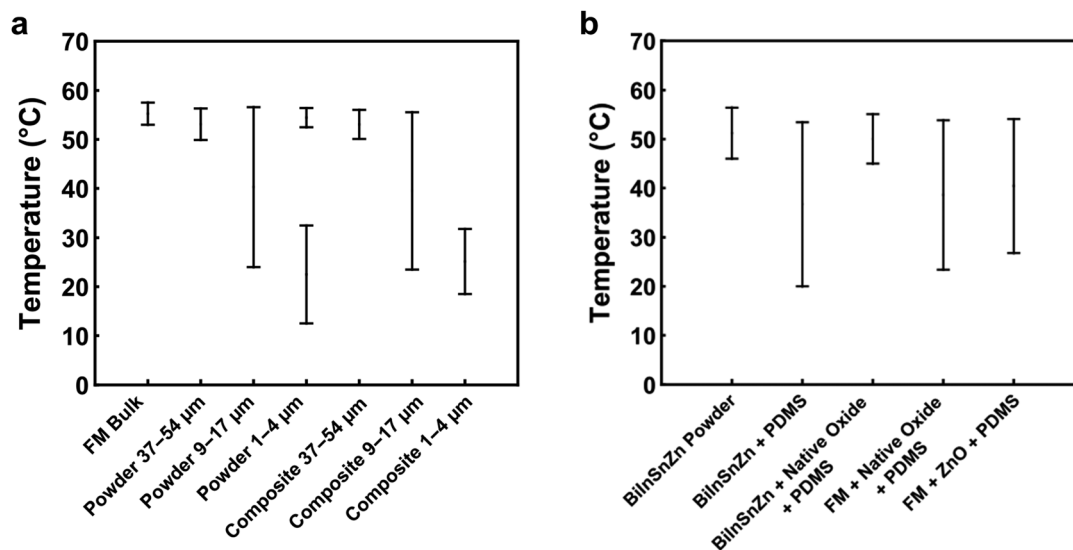 a
Temperature (°C)
70
60
50
40
30
20
10
0
FM Bulk
Powder 37–54 µm
Powder 9–17 µm
Powder 1–4 µm
Composite 37–54 µm
Composite 9–17 µm
Composite 1–4 µm
b
Temperature (°C)
70
60
50
40
30
20
10
0
BiInSnZn Powder
BiInSnZn + PDMS
BiInSnZn + Native Oxide
+ PDMS
FM + Native Oxide
+ PDMS
FM + ZnO + PDMS